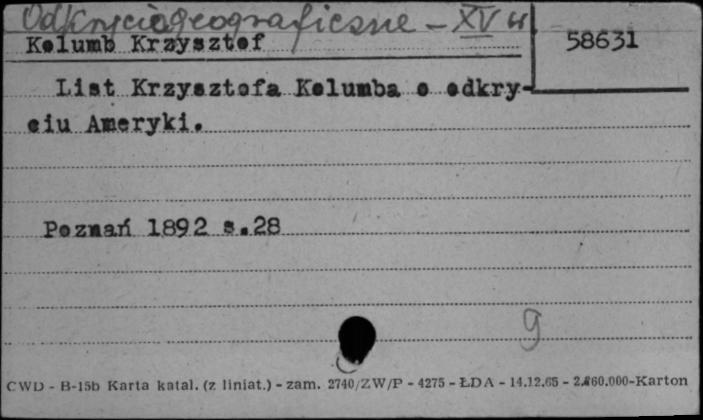 Odkrycia geograficzne - XV w
Kolumb Krzysztof
58631
List Krzysztofa Kolumba o odkry-
ciu Ameryki.
Poznań 1892 s.28
g
CWD - B-15b Karta katal. (z liniat.) - zam. 2740/ZW/P - 4275 - ŁDA - 14.12.65 - 2.860.000-Karton